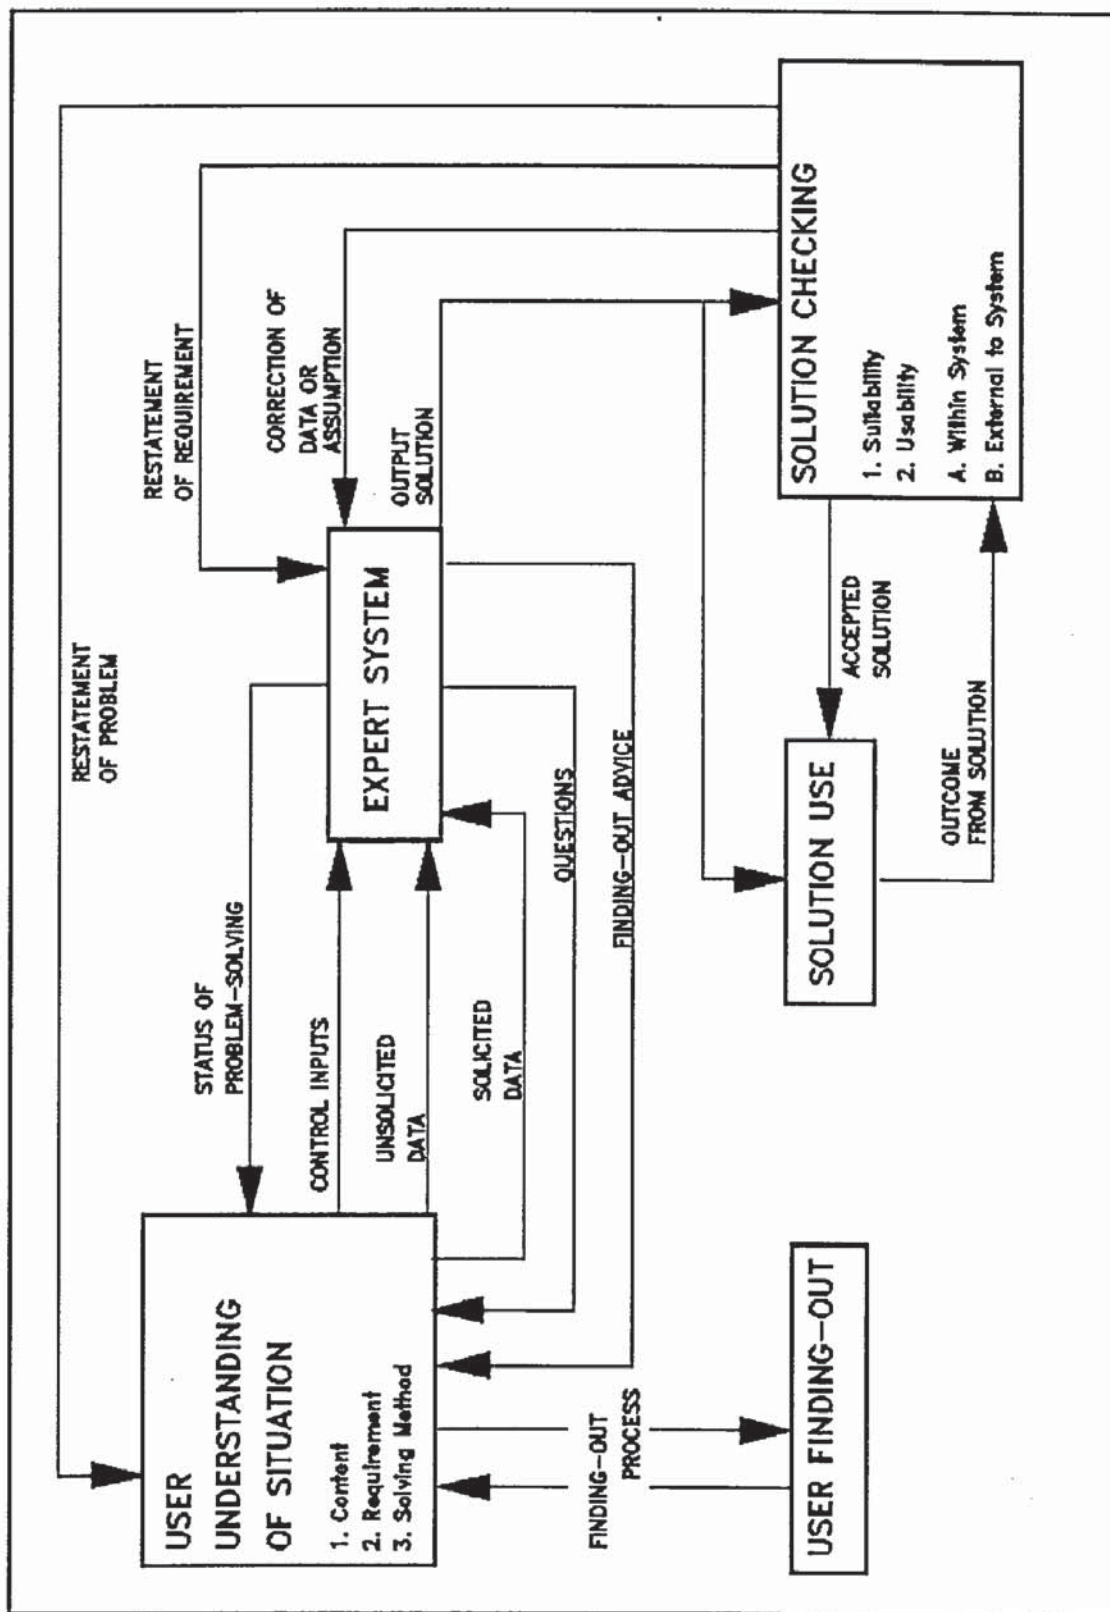 RESTATEMENT
OF PROBLEM
RESTATEMENT
OF REQUIREMENT
STATUS OF
PROBLEM-SOLVING
CORRECTION OF
DATA OR
ASSUMPTION
USER
UNDERSTANDING
OF SITUATION
1. Content
2. Requirement
3. Solving Method
CONTROL INPUTS
UNSOLICITED
DATA
SOLICITED
DATA
EXPERT SYSTEM
OUTPUT
SOLUTION
QUESTIONS
FINDING-OUT ADVICE
FINDING-OUT
PROCESS
USER FINDING-OUT
SOLUTION USE
ACCEPTED
SOLUTION
OUTCOME
FROM SOLUTION
SOLUTION CHECKING
1. Suitability
2. Usability
A. Within System
B. External to System